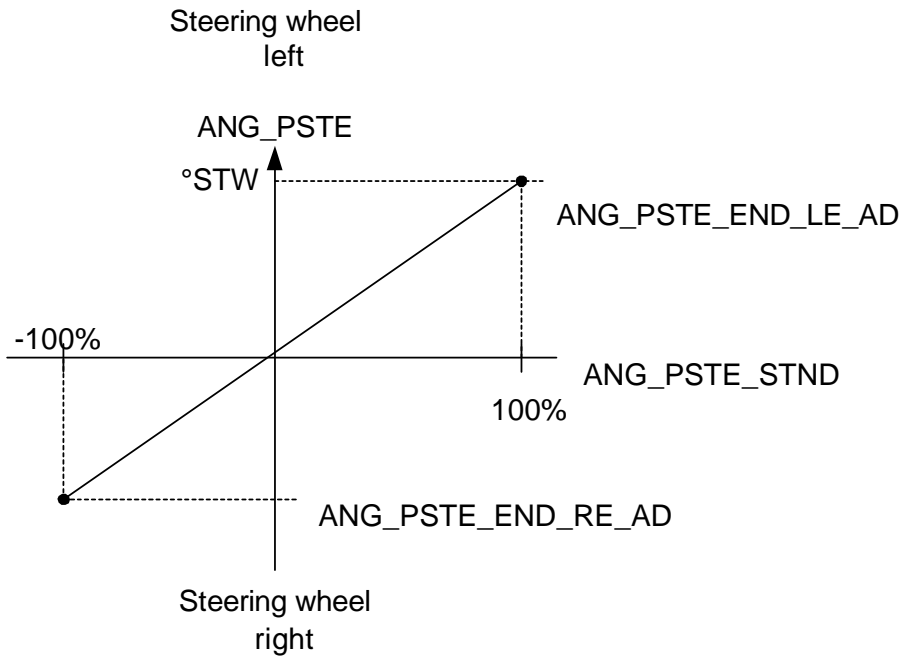 Steering wheel
left
ANG_PSTE
°STW
ANG_PSTE_END_LE_AD
-100%
ANG_PSTE_STND
100%
ANG_PSTE_END_RE_AD
Steering wheel
right